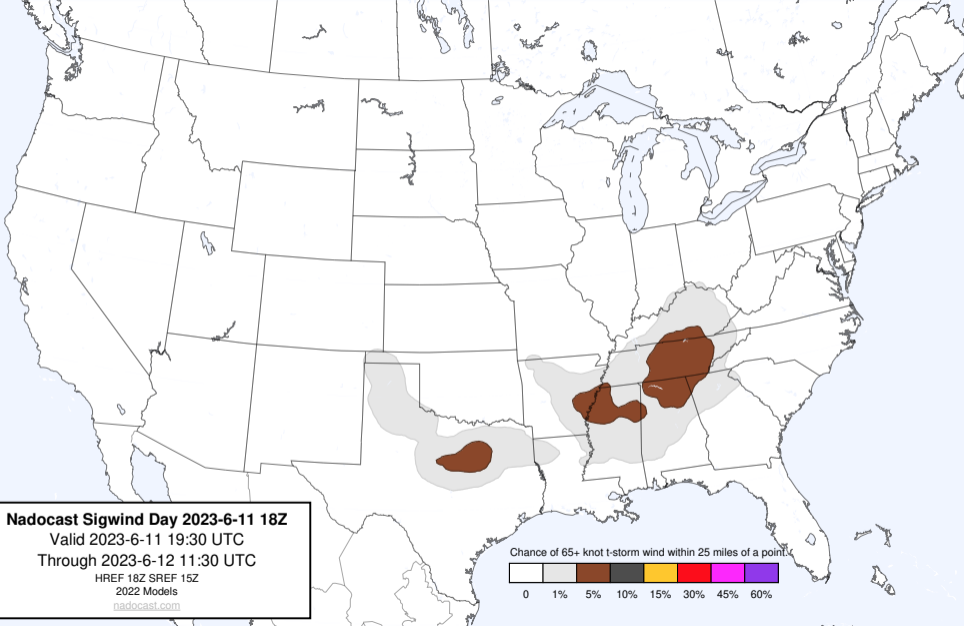 Nadocast Sigwind Day 2023-6-11 18Z
Valid 2023-6-11 19:30 UTC
Through 2023-6-12 11:30 UTC
HREF 18Z SREF 15Z
2022 Models
nadocast.com
Chance of 65+ knot t-storm wind within 25 miles of a point.
0 1% 5% 10% 15% 30% 45% 60%